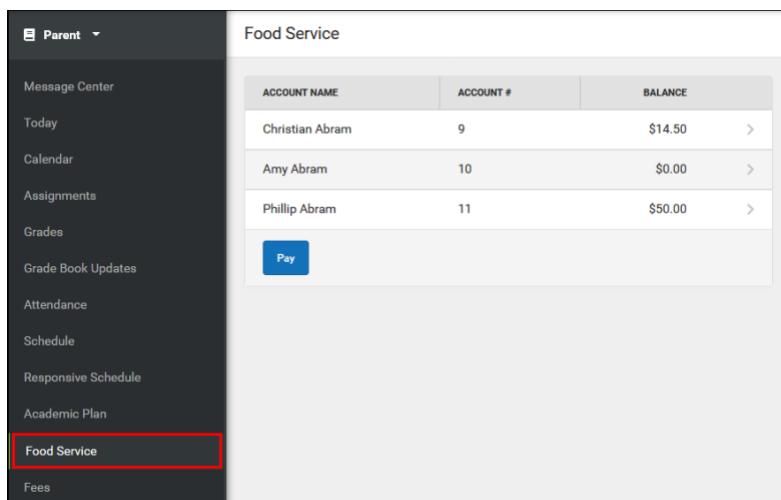 Parent
Message Center
Today
Calendar
Assignments
Grades
Grade Book Updates
Attendance
Schedule
Responsive Schedule
Academic Plan
Food Service
Fees
Food Service
ACCOUNT NAME ACCOUNT # BALANCE
Christian Abram 9 $14.50
Amy Abram 10 $0.00
Phillip Abram 11 $50.00
Pay